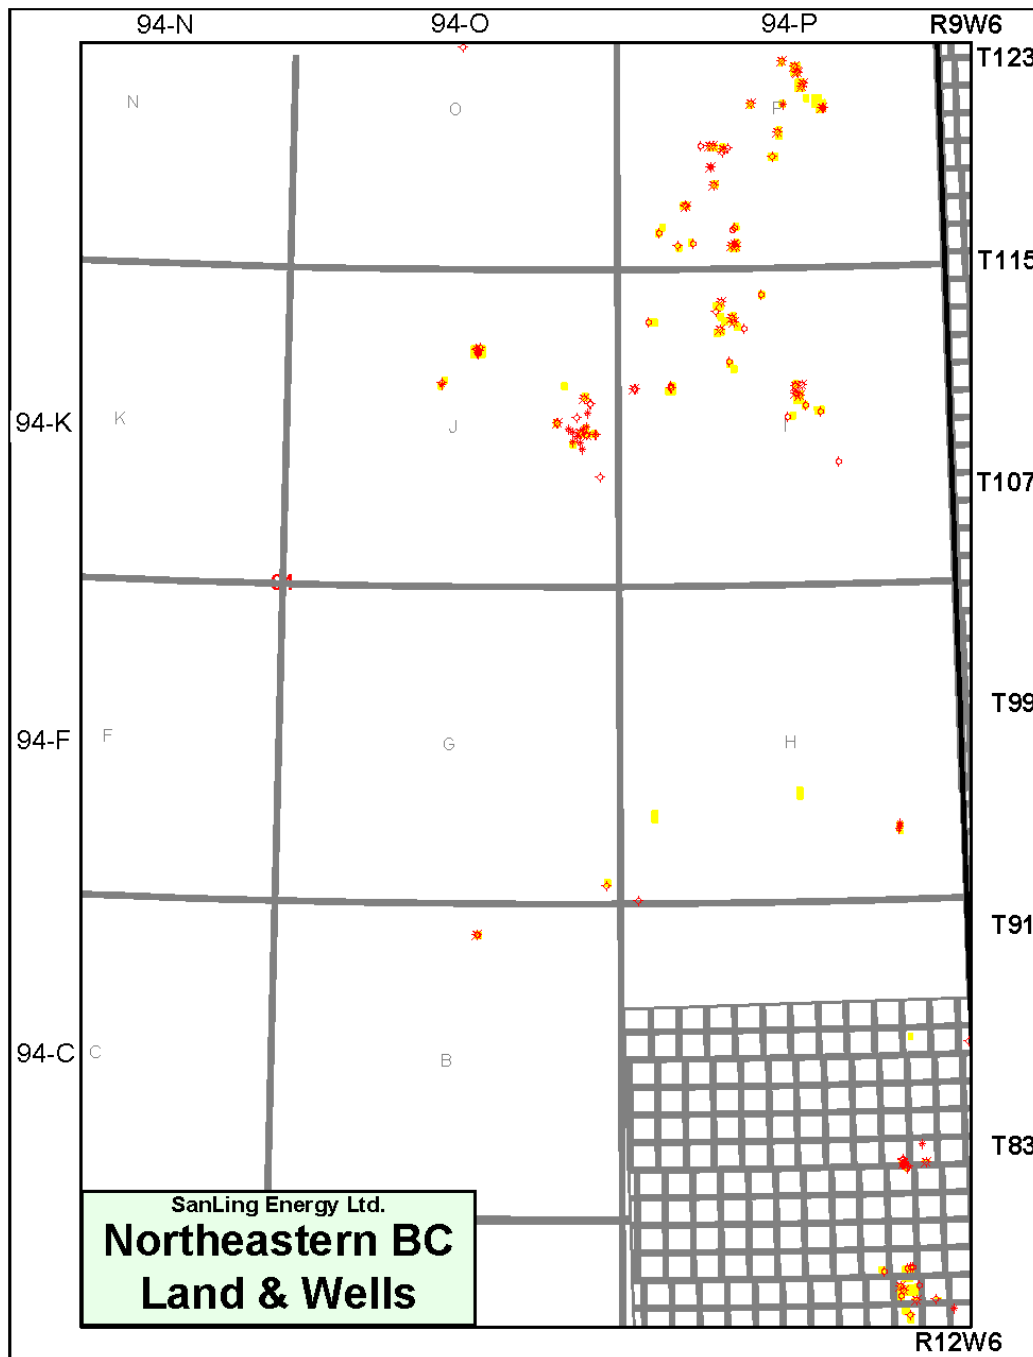 94-N 94-O 94-P R9W6
T123
N O P
T115
94-K K J I
T107
94
T99
94-F F G H
T91
94-C C B
T83
SanLing Energy Ltd.
Northeastern BC
Land & Wells
R12W6